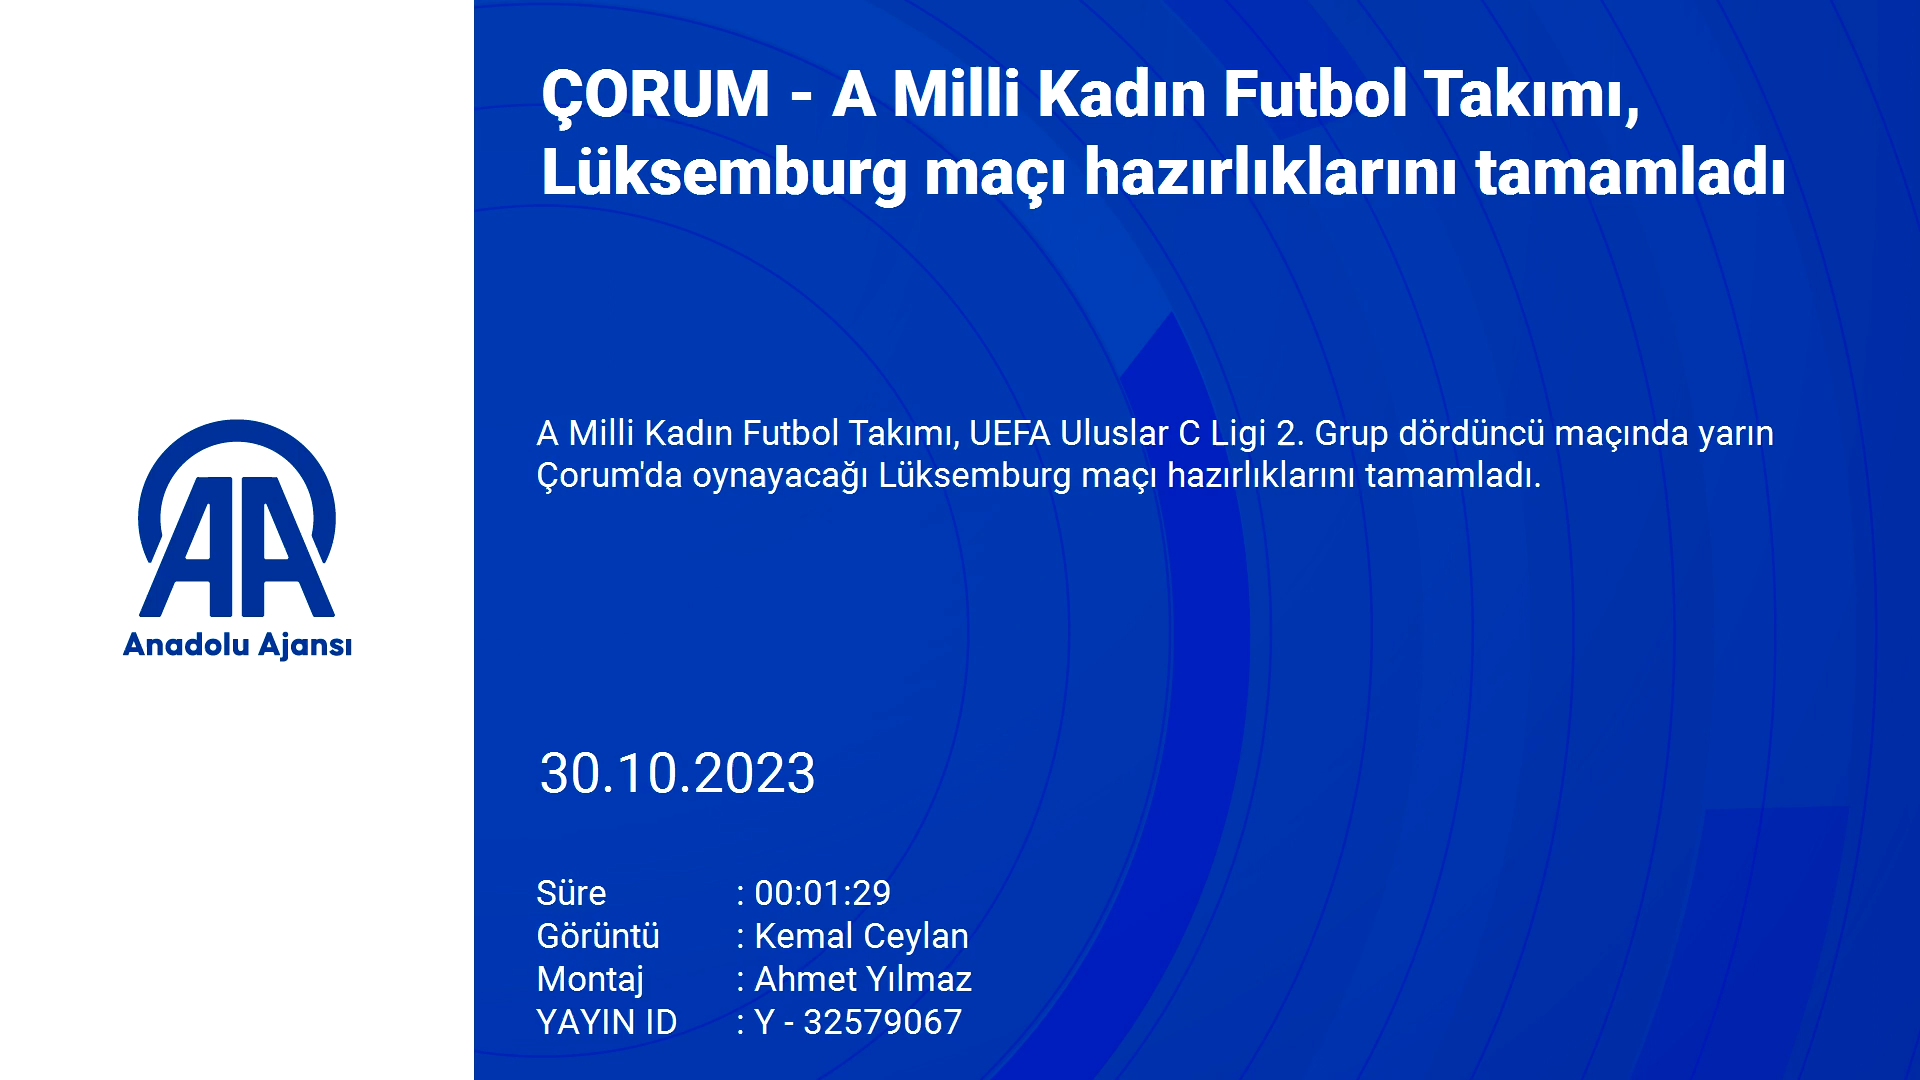 ÇORUM - A Milli Kadın Futbol Takımı,
Lüksemburg maçı hazırlıklarını tamamladı
A Milli Kadın Futbol Takımı, UEFA Uluslar C Ligi 2. Grup dördüncü maçında yarın
Çorum'da oynayacağı Lüksemburg maçı hazırlıklarını tamamladı.
AA
Anadolu Ajansı
30.10.2023
Süre : 00:01:29
Görüntü : Kemal Ceylan
Montaj : Ahmet Yılmaz
YAYIN ID : Y - 32579067